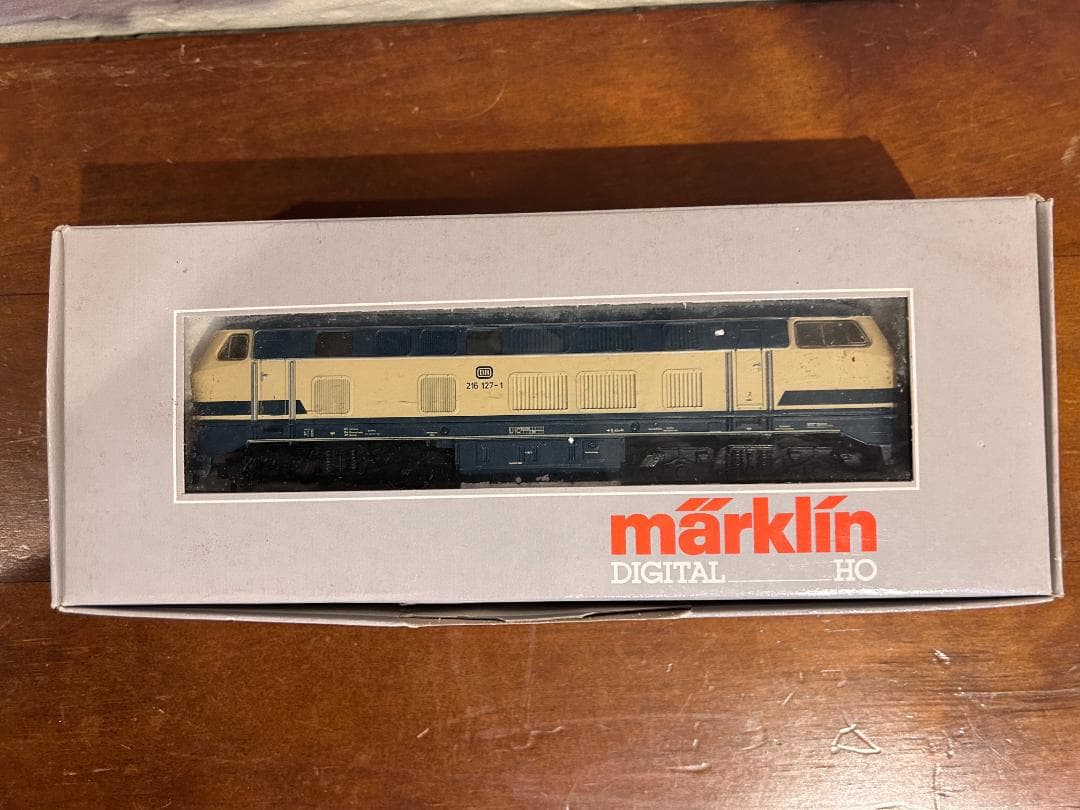 DB
216 127-1
märklin
DIGITAL HO